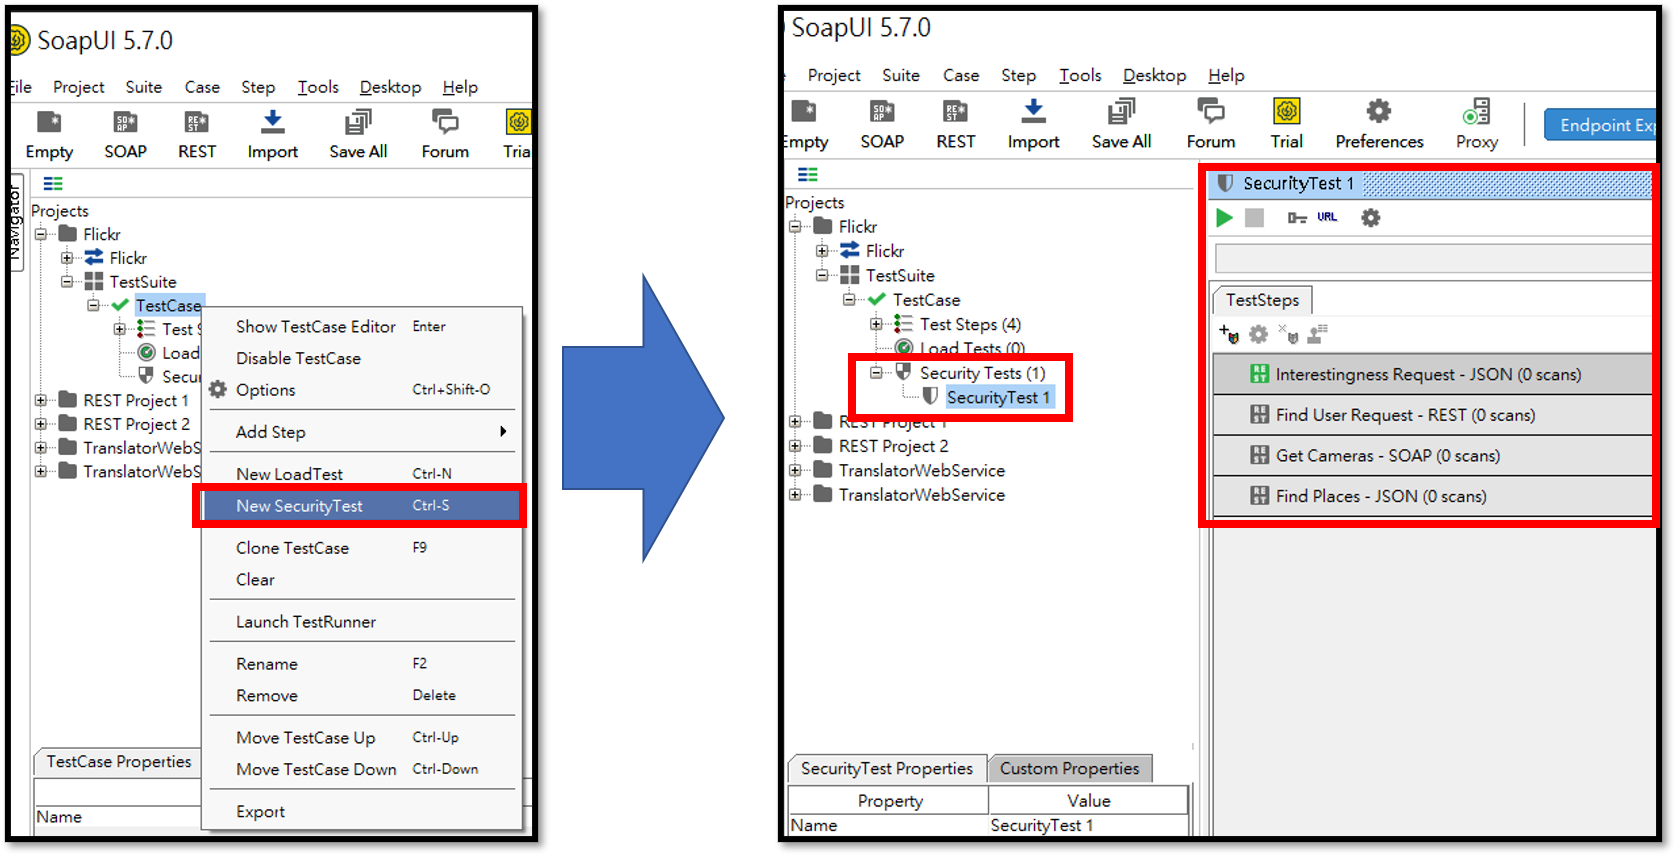 SoapUI 5.7.0
File Project Suite Case Step Tools Desktop Help
Empty SOAP REST Import Save All Forum Tria
Navigator
Projects
Flickr
Flickr
TestSuite
TestCase
Test S
Load
Secur
REST Project 1
REST Project 2
TranslatorWebS
TranslatorWebS
Show TestCase Editor Enter
Disable TestCase
Options Ctrl+Shift-O
Add Step
New LoadTest Ctrl-N
New SecurityTest Ctrl-S
Clone TestCase F9
Clear
Launch TestRunner
Rename F2
Remove Delete
Move TestCase Up Ctrl-Up
Move TestCase Down Ctrl-Down
Export
TestCase Properties
Name
SoapUI 5.7.0
Project Suite Case Step Tools Desktop Help
Empty SOAP REST Import Save All Forum Trial Preferences Proxy Endpoint Exp
Projects
Flickr
Flickr
TestSuite
TestCase
Test Steps (4)
Load Tests (0)
Security Tests (1)
SecurityTest 1
REST Project 1
REST Project 2
TranslatorWebService
TranslatorWebService
SecurityTest Properties Custom Properties
Property Value
Name SecurityTest 1
SecurityTest 1
URL
TestSteps
Interestingness Request - JSON (0 scans)
Find User Request - REST (0 scans)
Get Cameras - SOAP (0 scans)
Find Places - JSON (0 scans)